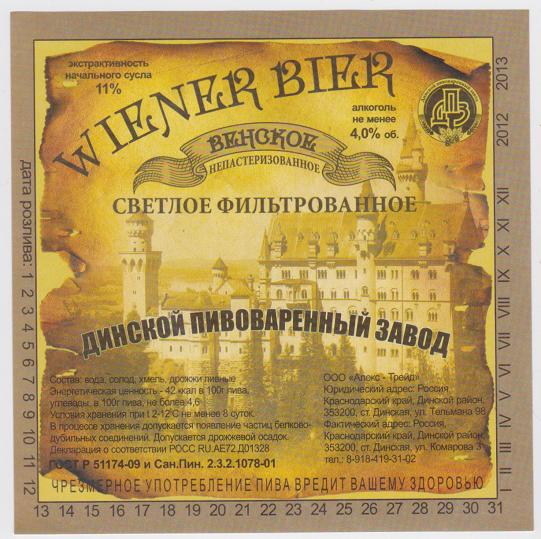 экстрактивность
начального сусла
11%
WIENER BIER
алкоголь
не менее
4,0% об.
ДПЗ
ВЕНСКОЕ
НЕПАСТЕРИЗОВАННОЕ
СВЕТЛОЕ ФИЛЬТРОВАННОЕ
ДИНСКОЙ ПИВОВАРЕННЫЙ ЗАВОД
Состав: вода, солод, хмель, дрожжи пивные
Энергетическая ценность - 42 ккал в 100г пива,
углеводы, в 100г пива, не более 4,6
Условия хранения при t 2-12°С не менее 8 суток.
В процессе хранения допускается появление частиц белково-
дубильных соединений. Допускается дрожжевой осадок.
Декларация о соответствии РОСС RU.АЕ72.Д01328
ГОСТ Р 51174-09 и Сан.Пин. 2.3.2.1078-01
ООО «Алекс - Трейд»
Юридический адрес: Россия,
Краснодарский край, Динской район,
353200, ст. Динская, ул. Тельмана 98
Фактический адрес: Россия,
Краснодарский край, Динской район,
353200, ст. Динская, ул. Комарова 3
тел.: 8-918-419-31-02
ЧРЕЗМЕРНОЕ УПОТРЕБЛЕНИЕ ПИВА ВРЕДИТ ВАШЕМУ ЗДОРОВЬЮ
дата розлива: 1 2 3 4 5 6 7 8 9 10 11 12
13 14 15 16 17 18 19 20 21 22 23 24 25 26 27 28 29 30 31
I II III IV V VI VII VIII IX X XI XII 2012 2013